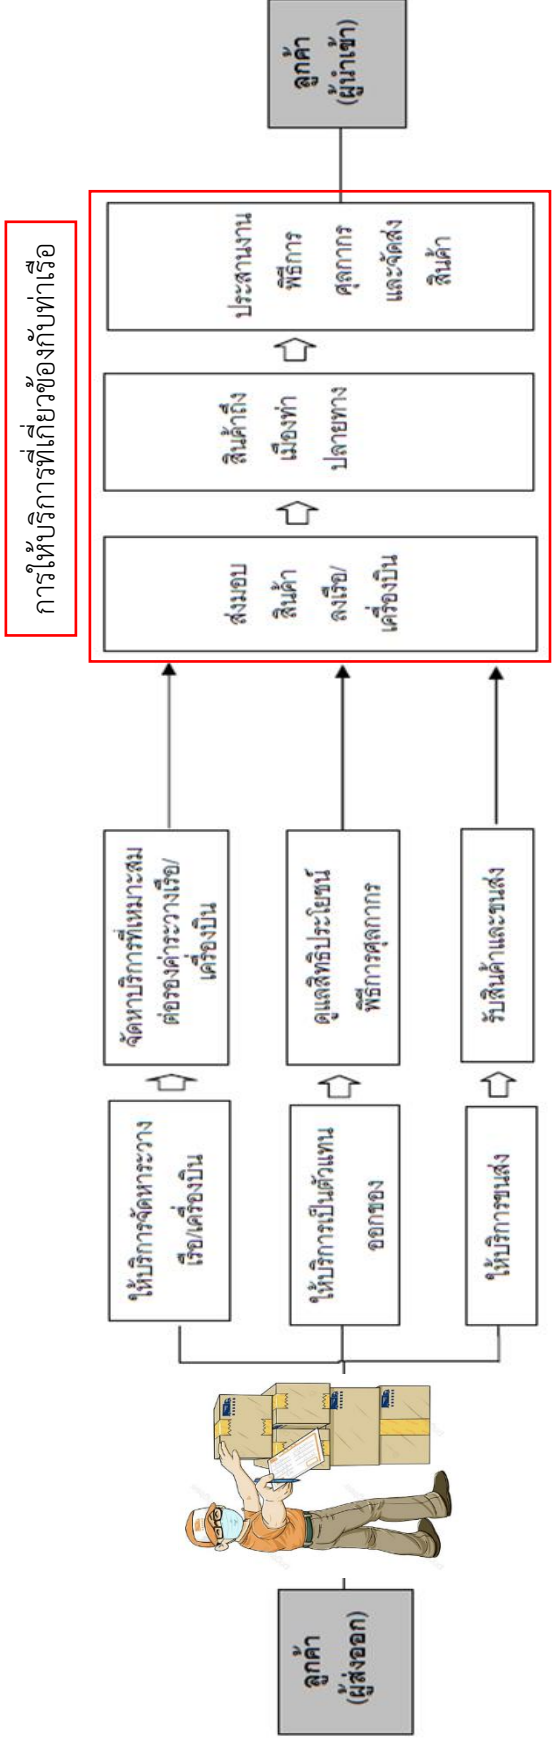 การให้บริการที่เกี่ยวข้องกับท่าเรือ
ลูกค้า
(ผู้ส่งออก)
ให้บริการจัดหาระวาง
เรือ/เครื่องบิน
จัดหาบริการที่เหมาะสม
ต่อรองค่าระวางเรือ/
เครื่องบิน
ให้บริการเป็นตัวแทน
ออกของ
ดูแลสิทธิประโยชน์
พิธีการศุลกากร
ให้บริการขนส่ง
รับสินค้าและขนส่ง
ส่งมอบ
สินค้า
ลงเรือ/
เครื่องบิน
สินค้าถึง
เมืองท่า
ปลายทาง
ประสานงาน
พิธีการ
ศุลกากร
และจัดส่ง
สินค้า
ลูกค้า
(ผู้นำเข้า)